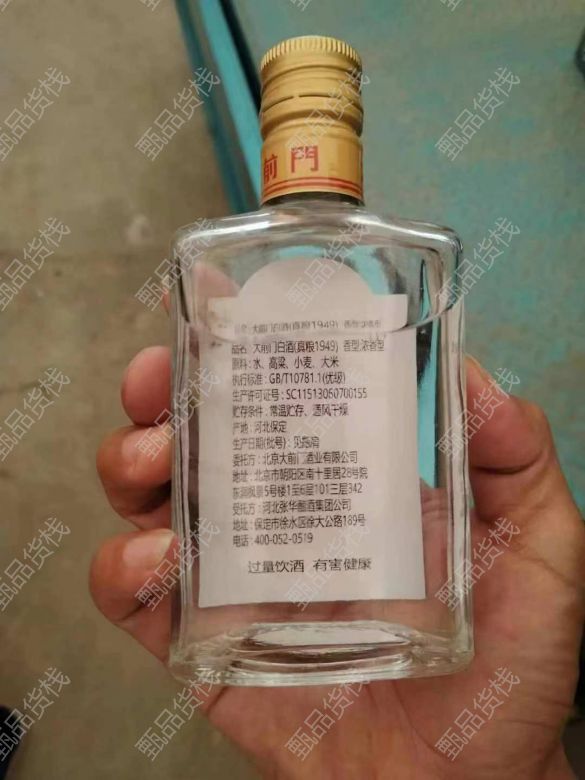 前門
品名: 大前门白酒(真粮1949) 香型:浓香型
原料: 水、高粱、小麦、大米
执行标准: GB/T10781.1(优级)
生产许可证号: SC11513060700155
贮存条件: 常温贮存、通风干燥
产地: 河北保定
生产日期(批号): 见瓶肩
委托方: 北京大前门酒业有限公司
地址: 北京市朝阳区南十里居28号院
东润枫景5号楼1至6层101三层342
受托方: 河北张华酿酒集团公司
地址: 保定市徐水区徐大公路189号
电话: 400-052-0519
过量饮酒 有害健康
甄品货栈